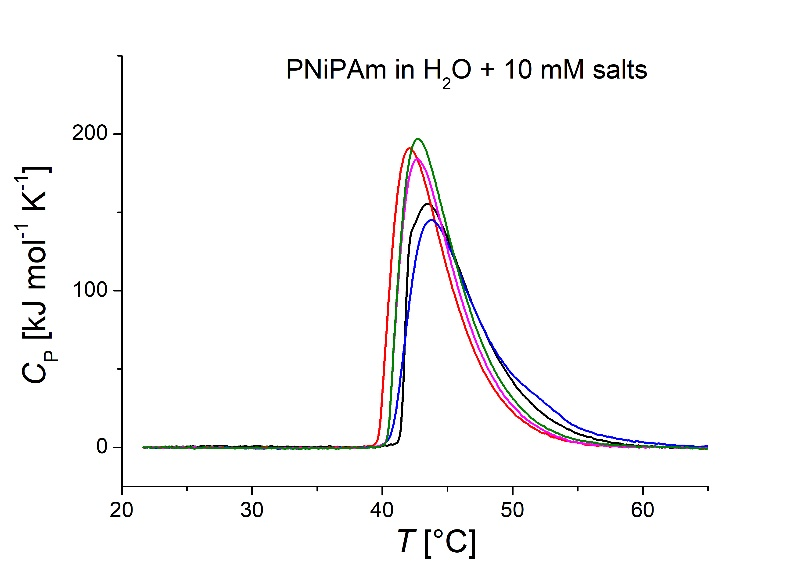 PNiPAm in H2O + 10 mM salts
200
100
0
CP [kJ mol-1 K-1]
20 30 40 50 60
T [°C]